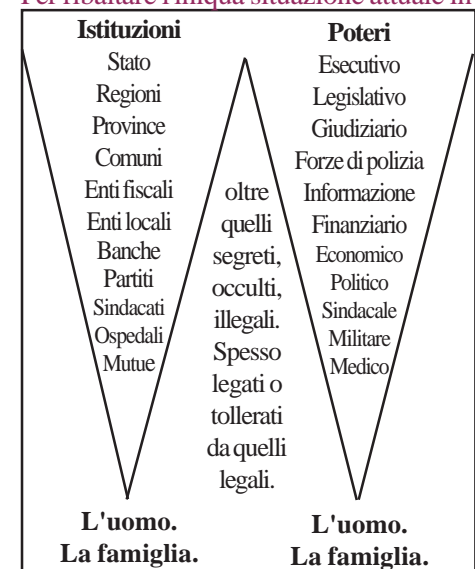 Per ribaltare l'iniqua situazione attuale in
Istituzioni
Stato
Regioni
Province
Comuni
Enti fiscali
Enti locali
Banche
Partiti
Sindacati
Ospedali
Mutue
oltre
quelli
segreti,
occulti,
illegali.
Spesso
legati o
tollerati
da quelli
legali.
Poteri
Esecutivo
Legislativo
Giudiziario
Forze di polizia
Informazione
Finanziario
Economico
Politico
Sindacale
Militare
Medico
L'uomo.
La famiglia.
L'uomo.
La famiglia.